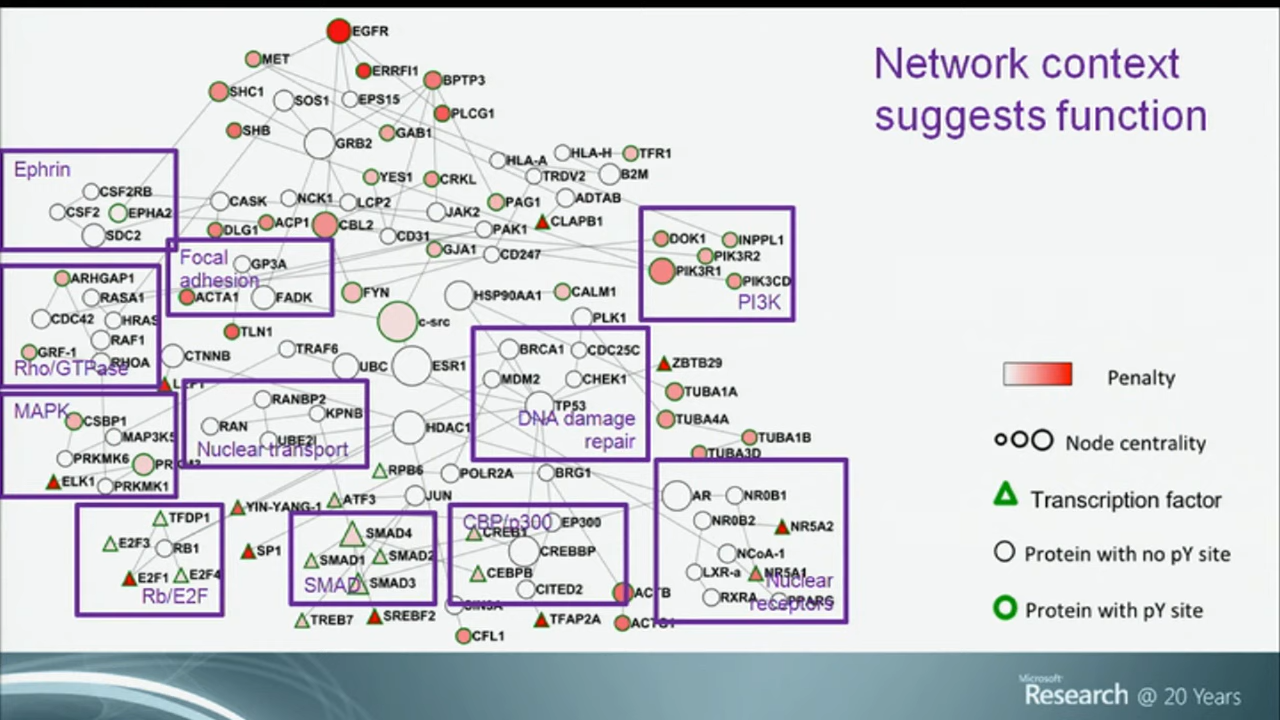 Network context
suggests function
EGFR
MET
ERRFI1
BPTP3
SHC1
SOS1
EPS15
PLCG1
SHB
GRB2
GAB1
HLA-A
HLA-H
TFR1
TRDV2
B2M
Ephrin
CSF2RB
CSF2
EPHA2
SDC2
YES1
CRKL
CASK
NCK1
LCP2
JAK2
PAG1
ADTAB
CLAPB1
DLG1
ACP1
CBL2
CD31
PAK1
GJA1
CD247
DOK1
INPPL1
PIK3R2
PIK3R1
PIK3CD
PI3K
Focal
adhesion
GP3A
ACTA1
FADK
ARHGAP1
RASA1
CDC42
HRAS
RAF1
GRF-1
RHOA
Rho/GTPase
FYN
HSP90AA1
CALM1
c-src
PLK1
TLN1
CTNNB
TRAF6
UBC
ESR1
BRCA1
CDC25C
MDM2
CHEK1
TP53
DNA damage
repair
ZBTB29
TUBA1A
TUBA4A
TUBA1B
TUBA3D
MAPK
CSBP1
MAP3K5
PRKMK6
ELK1
PRKMK1
RANBP2
KPNB
RAN
UBE2I
Nuclear transport
HDAC1
RPB6
POLR2A
BRG1
YIN-YANG-1
ATF3
JUN
TFDP1
E2F3
RB1
E2F1
E2F4
Rb/E2F
SP1
SMAD4
SMAD1
SMAD2
SMAD3
SMAD
CBP/p300
EP300
CREB1
CREBBP
CEBPB
CITED2
AR
NR0B1
NR0B2
NR5A2
NCoA-1
LXR-a
NR5A1
RXRA
PPARG
Nuclear
receptors
TREB7
SREBF2
SIN3A
CFL1
TFAP2A
ACTB
ACTG1
Penalty
Node centrality
Transcription factor
Protein with no pY site
Protein with pY site
Microsoft
Research @ 20 Years